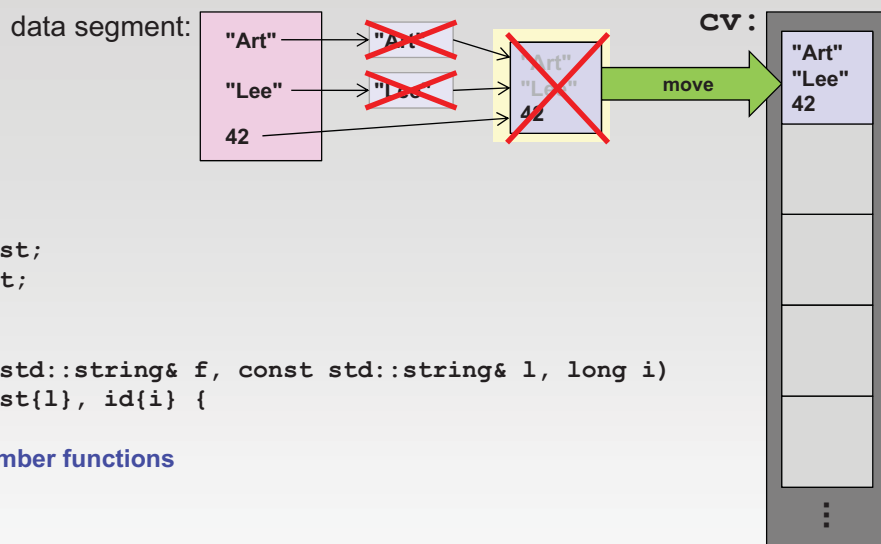 data segment:
cv:
"Art"
"Art"
"Art"
"Lee"
"Lee"
"Lee"
42
42
move
"Art"
"Lee"
42
st;
t;
std::string& f, const std::string& l, long i)
st{l}, id{i} {
mber functions
⋮